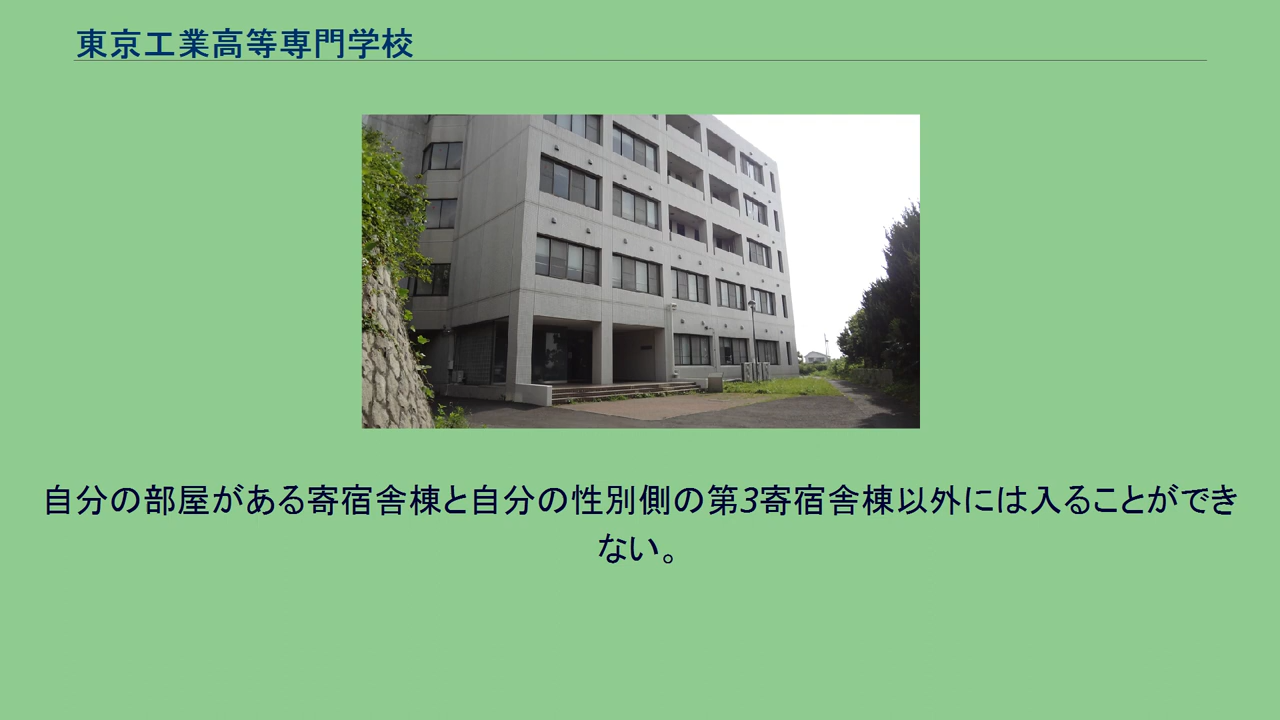 東京工業高等専門学校
自分の部屋がある寄宿舎棟と自分の性別側の第3寄宿舎棟以外には入ることができ
ない。